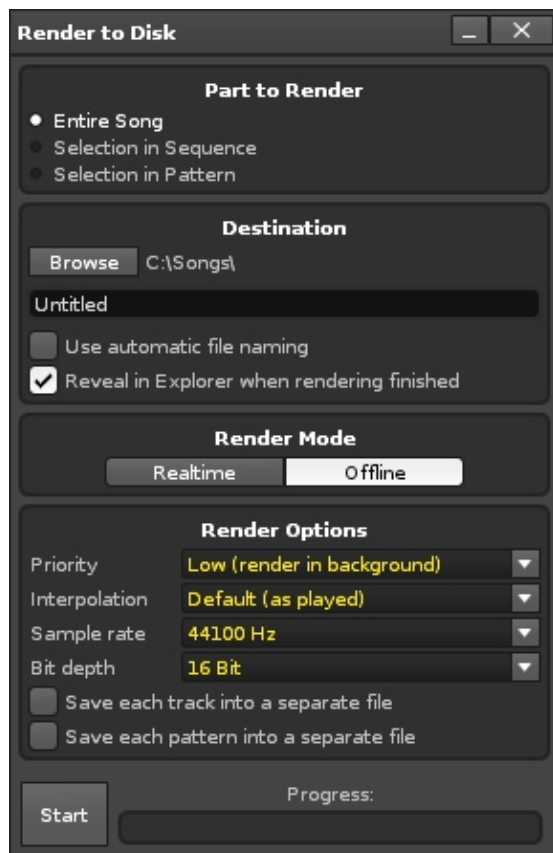 Render to Disk
Part to Render
Entire Song
Selection in Sequence
Selection in Pattern
Destination
Browse C:\Songs\
Untitled
Use automatic file naming
Reveal in Explorer when rendering finished
Render Mode
Realtime Offline
Render Options
Priority Low (render in background)
Interpolation Default (as played)
Sample rate 44100 Hz
Bit depth 16 Bit
Save each track into a separate file
Save each pattern into a separate file
Progress:
Start